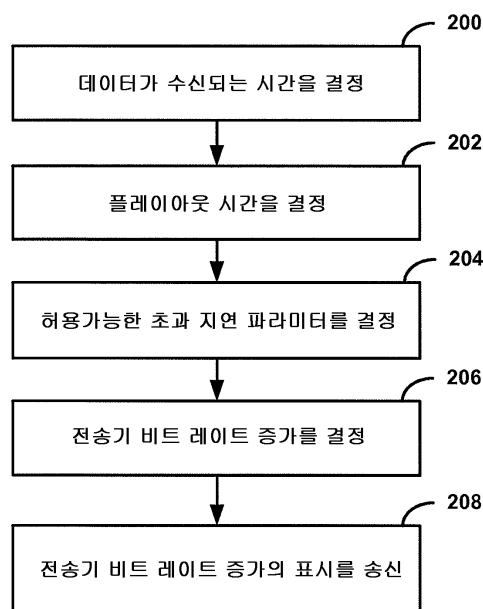 200
데이터가 수신되는 시간을 결정
202
플레이아웃 시간을 결정
204
허용가능한 초과 지연 파라미터를 결정
206
전송기 비트 레이트 증가를 결정
208
전송기 비트 레이트 증가의 표시를 송신